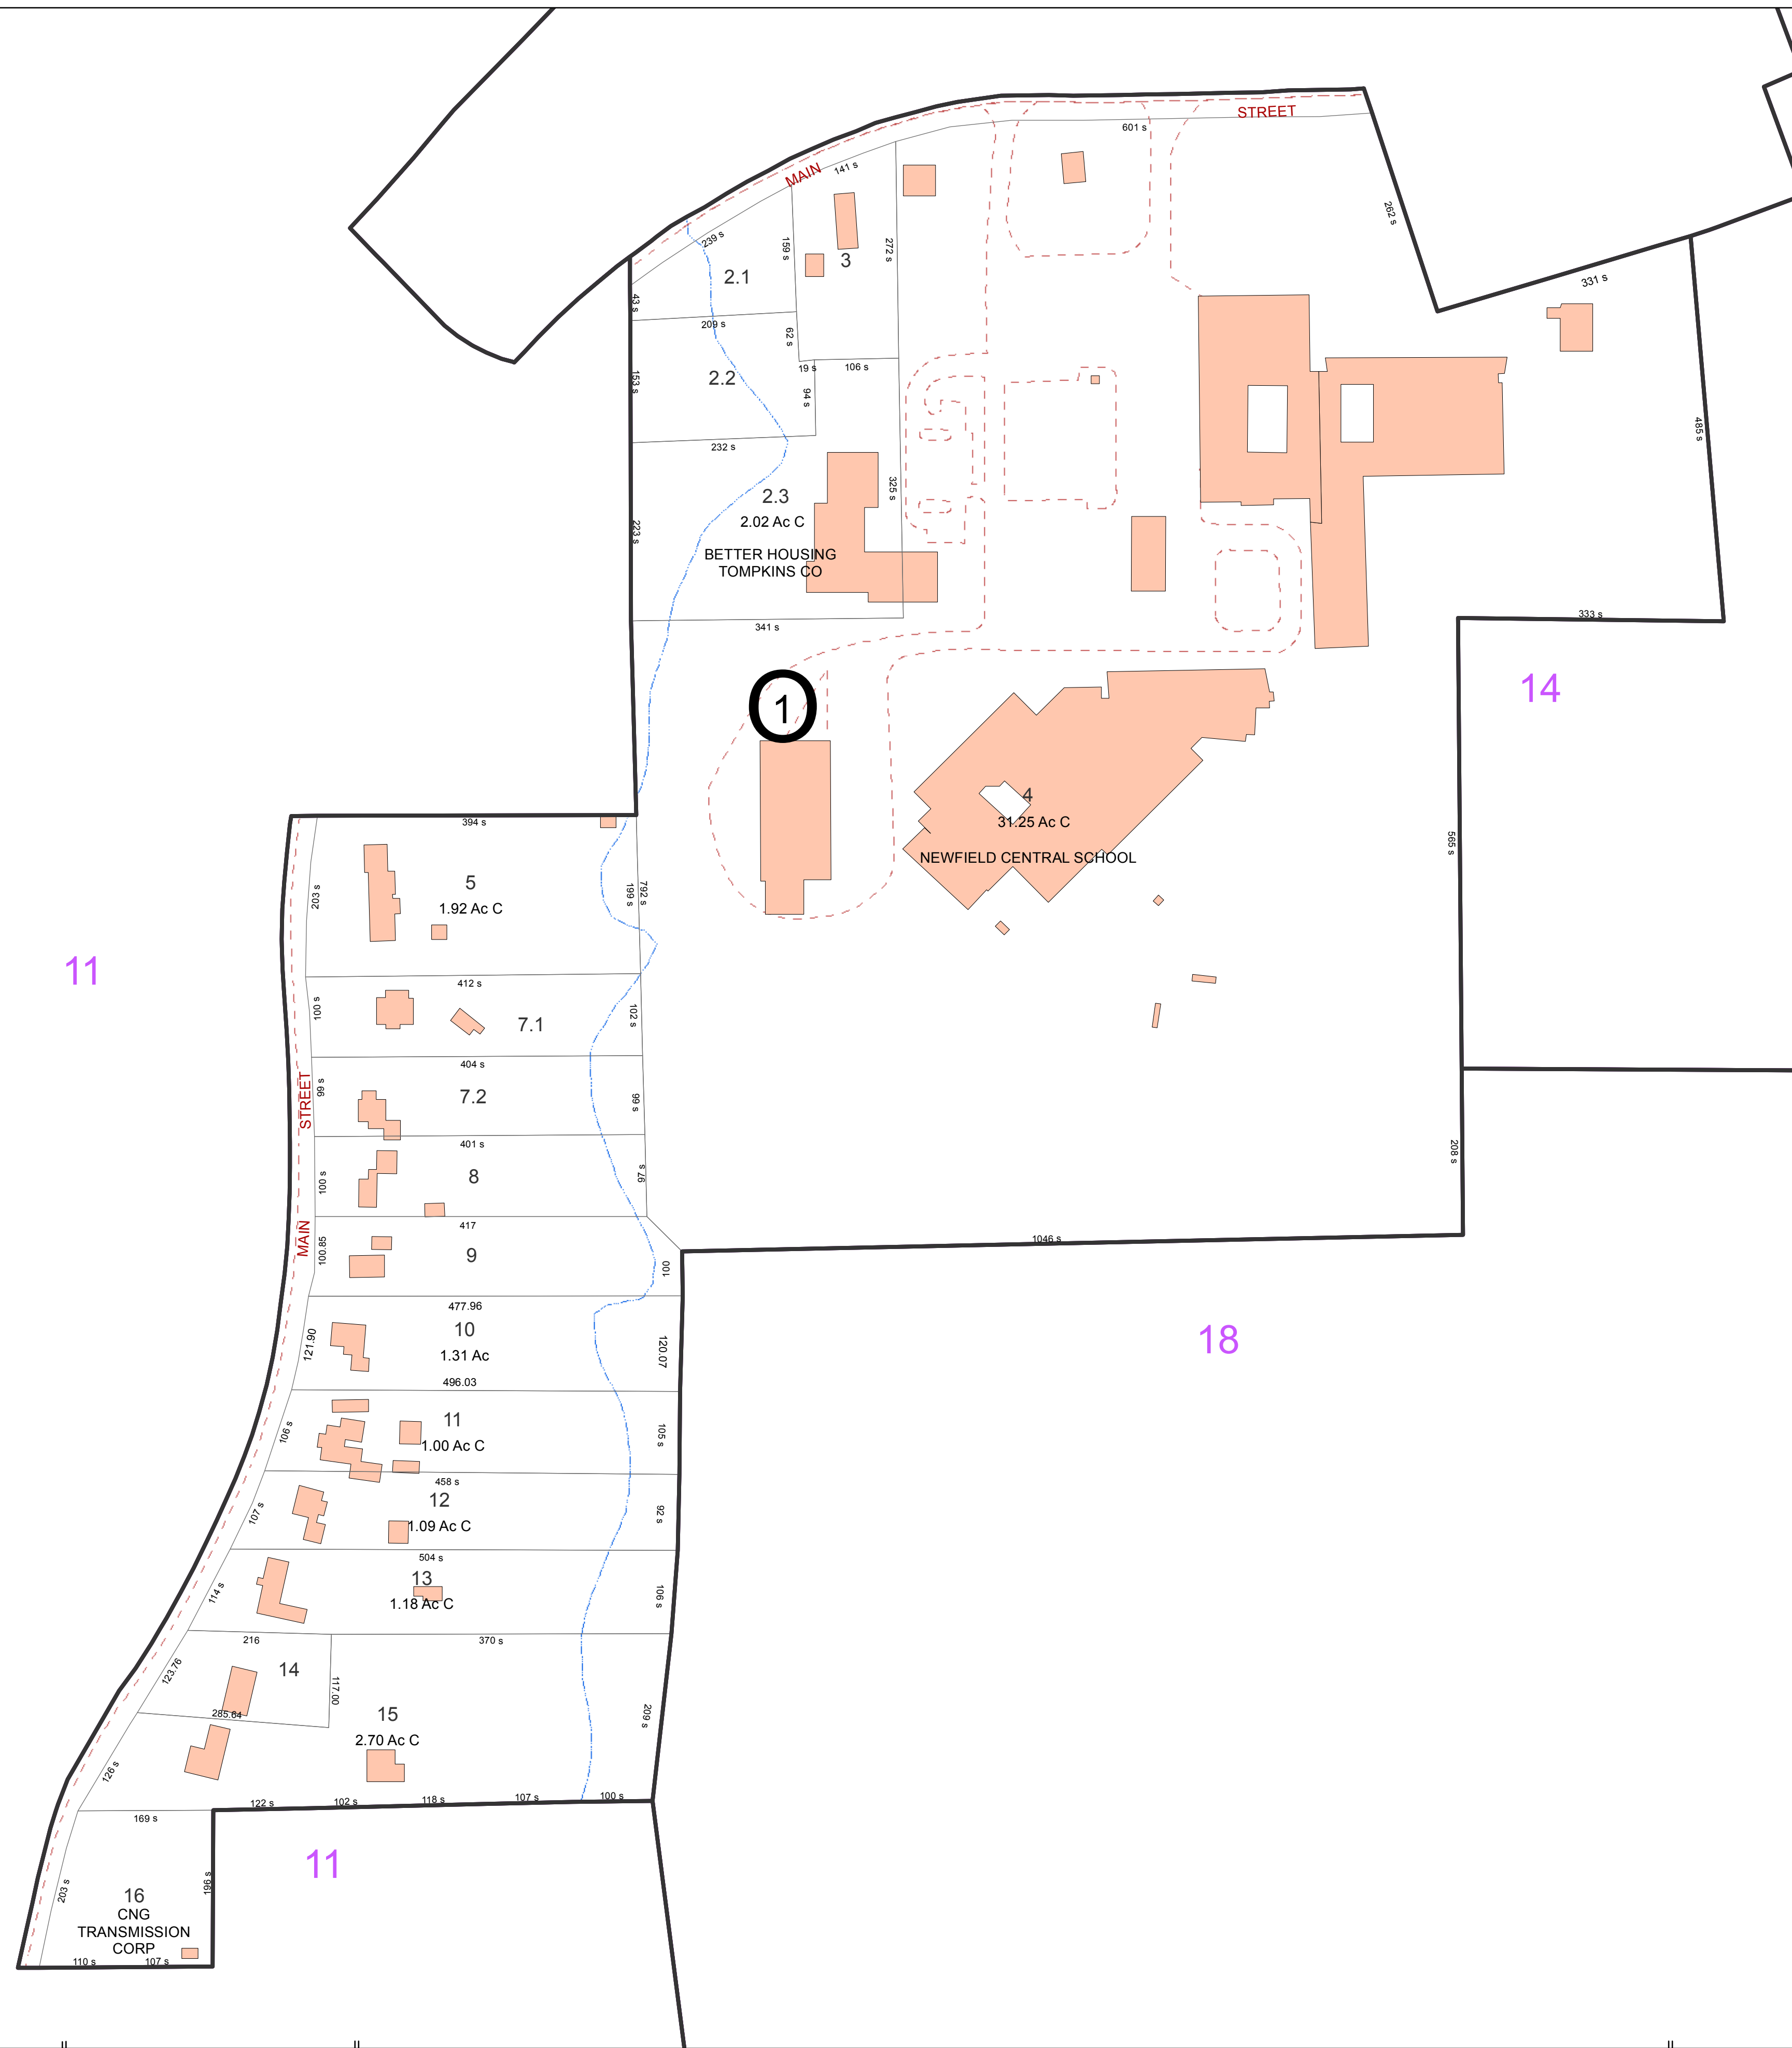 STREET
601 s
MAIN
141 s
262 s
239 s
159 s
272 s
3
2.1
331 s
43 s
209 s
62 s
19 s
106 s
153 s
2.2
94 s
485 s
232 s
2.3
325 s
2.02 Ac C
223 s
BETTER HOUSING
TOMPKINS CO
341 s
333 s
14
1
4
31.25 Ac C
NEWFIELD CENTRAL SCHOOL
565 s
394 s
203 s
5
1.92 Ac C
199 s
792 s
11
412 s
100 s
7.1
102 s
404 s
STREET
99 s
7.2
99 s
401 s
100 s
8
97 s
208 s
417
MAIN
100.85
9
100
1046 s
477.96
121.90
10
1.31 Ac
120.07
18
496.03
106 s
11
1.00 Ac C
105 s
458 s
107 s
12
1.09 Ac C
92 s
504 s
114 s
13
1.18 Ac C
106 s
216
370 s
123.76
14
117.00
285.64
15
2.70 Ac C
209 s
126 s
122 s
102 s
118 s
107 s
100 s
169 s
11
203 s
196 s
16
CNG
TRANSMISSION
CORP
110 s
107 s